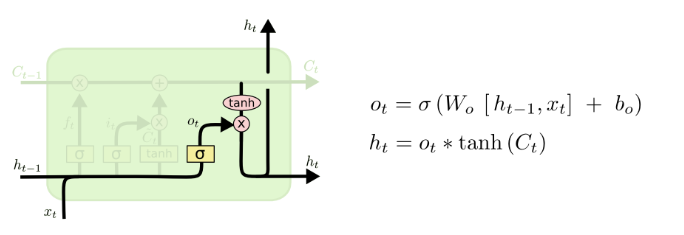 h_t
C_{t-1}
C_t
x
+
tanh
f_t
i_t
x
C̃_t
o_t
x
σ
σ
tanh
σ
h_{t-1}
h_t
x_t
o_t = σ (W_o [h_{t-1}, x_t] + b_o)
h_t = o_t * tanh (C_t)